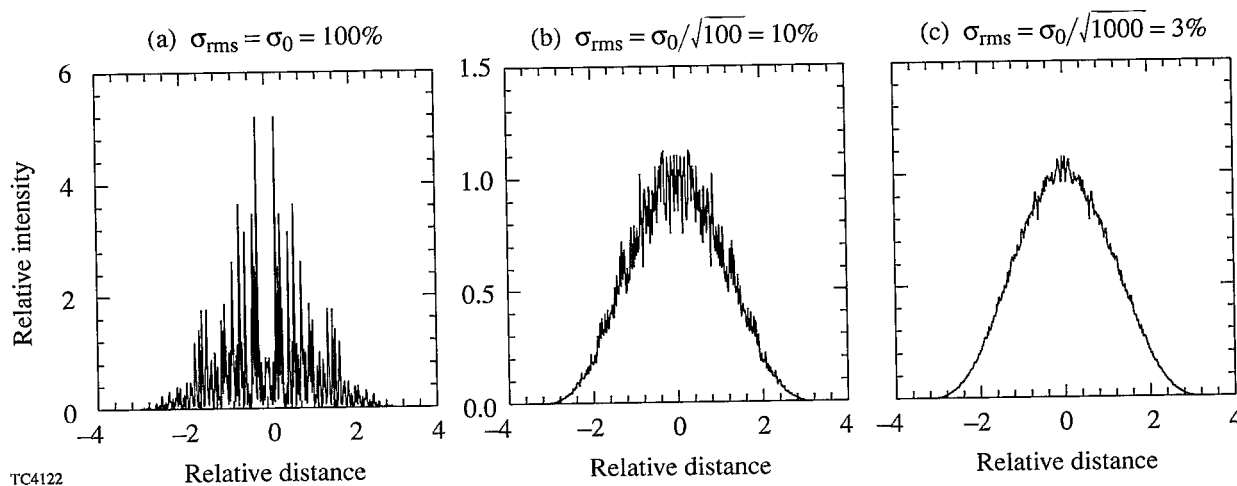 (a) σrms = σ0 = 100%
(b) σrms = σ0/√100 = 10%
(c) σrms = σ0/√1000 = 3%
Relative intensity
6
4
2
0
−4 −2 0 2 4
Relative distance
1.5
1.0
0.5
0.0
−4 −2 0 2 4
Relative distance
−4 −2 0 2 4
Relative distance
TC4122